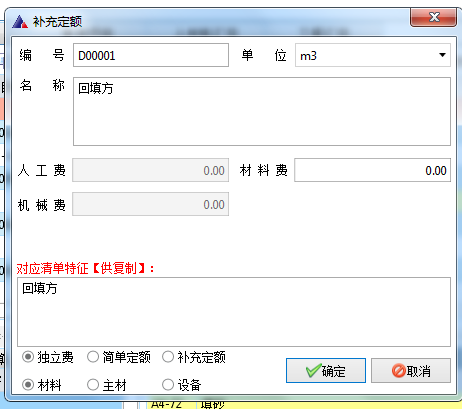 补充定额
编 号 D00001 单 位 m3
名 称 回填方
人 工 费 0.00 材 料 费 0.00
机 械 费 0.00
对应清单特征【供复制】:
回填方
独立费 简单定额 补充定额
材料 主材 设备
确定 取消
A4-72 填砂